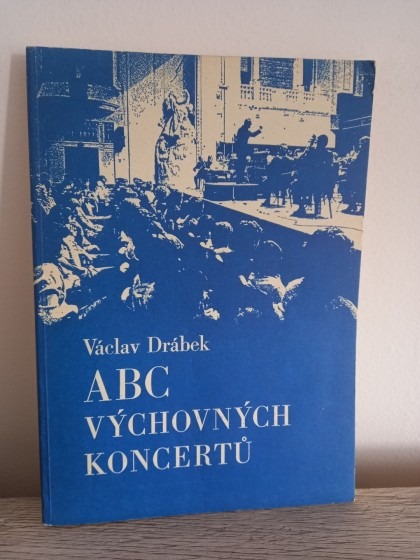 Václav Drábek
ABC
VÝCHOVNÝCH
KONCERTŮ